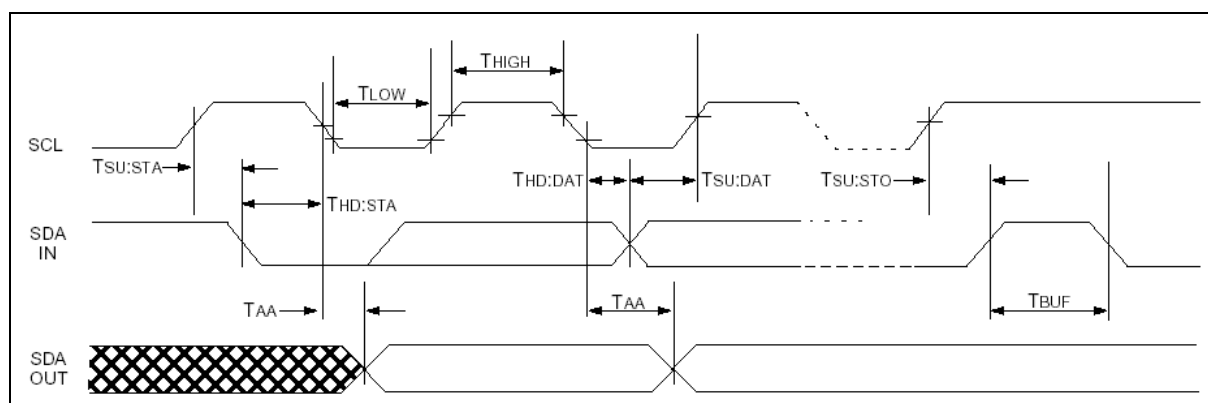 THIGH
TLOW
SCL
TSU:STA
THD:DAT
TSU:DAT
TSU:STO
THD:STA
SDA
IN
TAA
TAA
TBUF
SDA
OUT